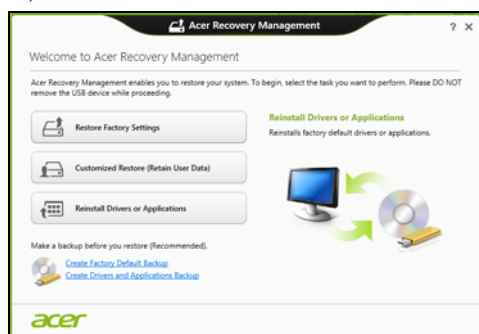 Acer Recovery Management
? ×
Welcome to Acer Recovery Management
Acer Recovery Management enables you to restore your system. To begin, select the task you want to perform. Please DO NOT
remove the USB device while proceeding.
Restore Factory Settings
Customized Restore (Retain User Data)
Reinstall Drivers or Applications
Reinstall Drivers or Applications
Reinstalls factory default drivers or applications.
Make a backup before you restore (Recommended).
Create Factory Default Backup
Create Drivers and Applications Backup
acer